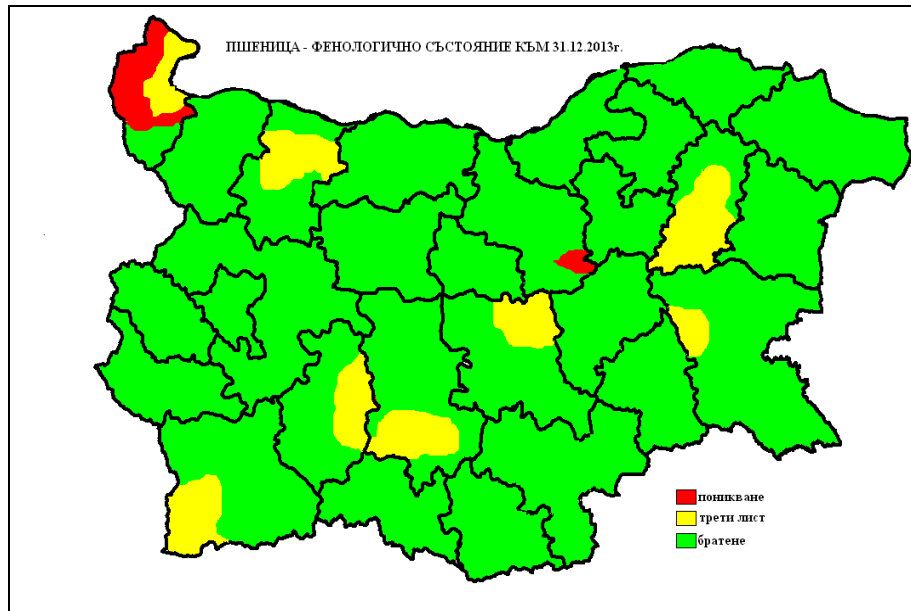 ПШЕНИЦА - ФЕНОЛОГИЧНО СЪСТОЯНИЕ КЪМ 31.12.2013г.
поникване
трети лист
братене